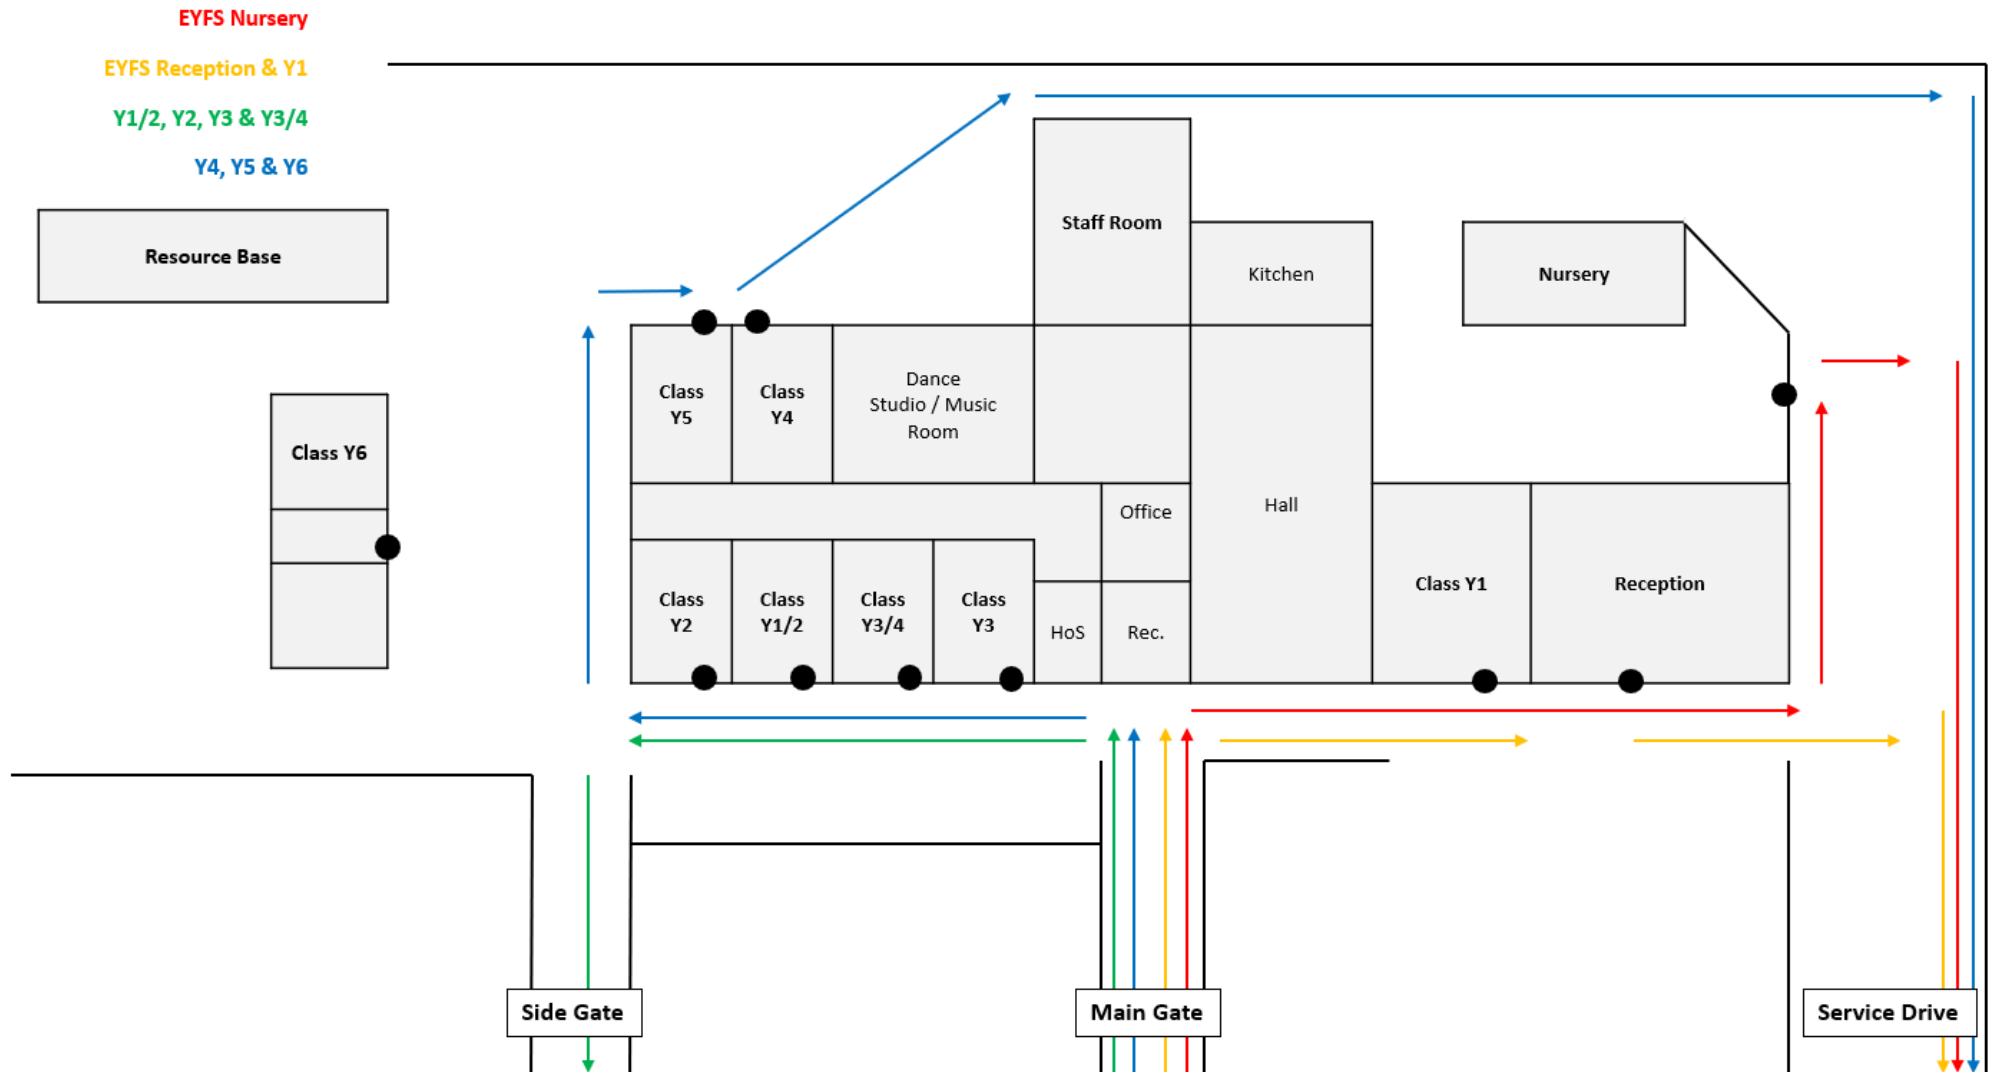 EYFS Nursery
EYFS Reception & Y1
Y1/2, Y2, Y3 & Y3/4
Y4, Y5 & Y6
Resource Base
Staff Room
Kitchen
Nursery
Class Y6
Class
Y5
Class
Y4
Dance
Studio / Music
Room
Office
Hall
Class Y1
Reception
Class
Y2
Class
Y1/2
Class
Y3/4
Class
Y3
HoS
Rec.
Side Gate
Main Gate
Service Drive